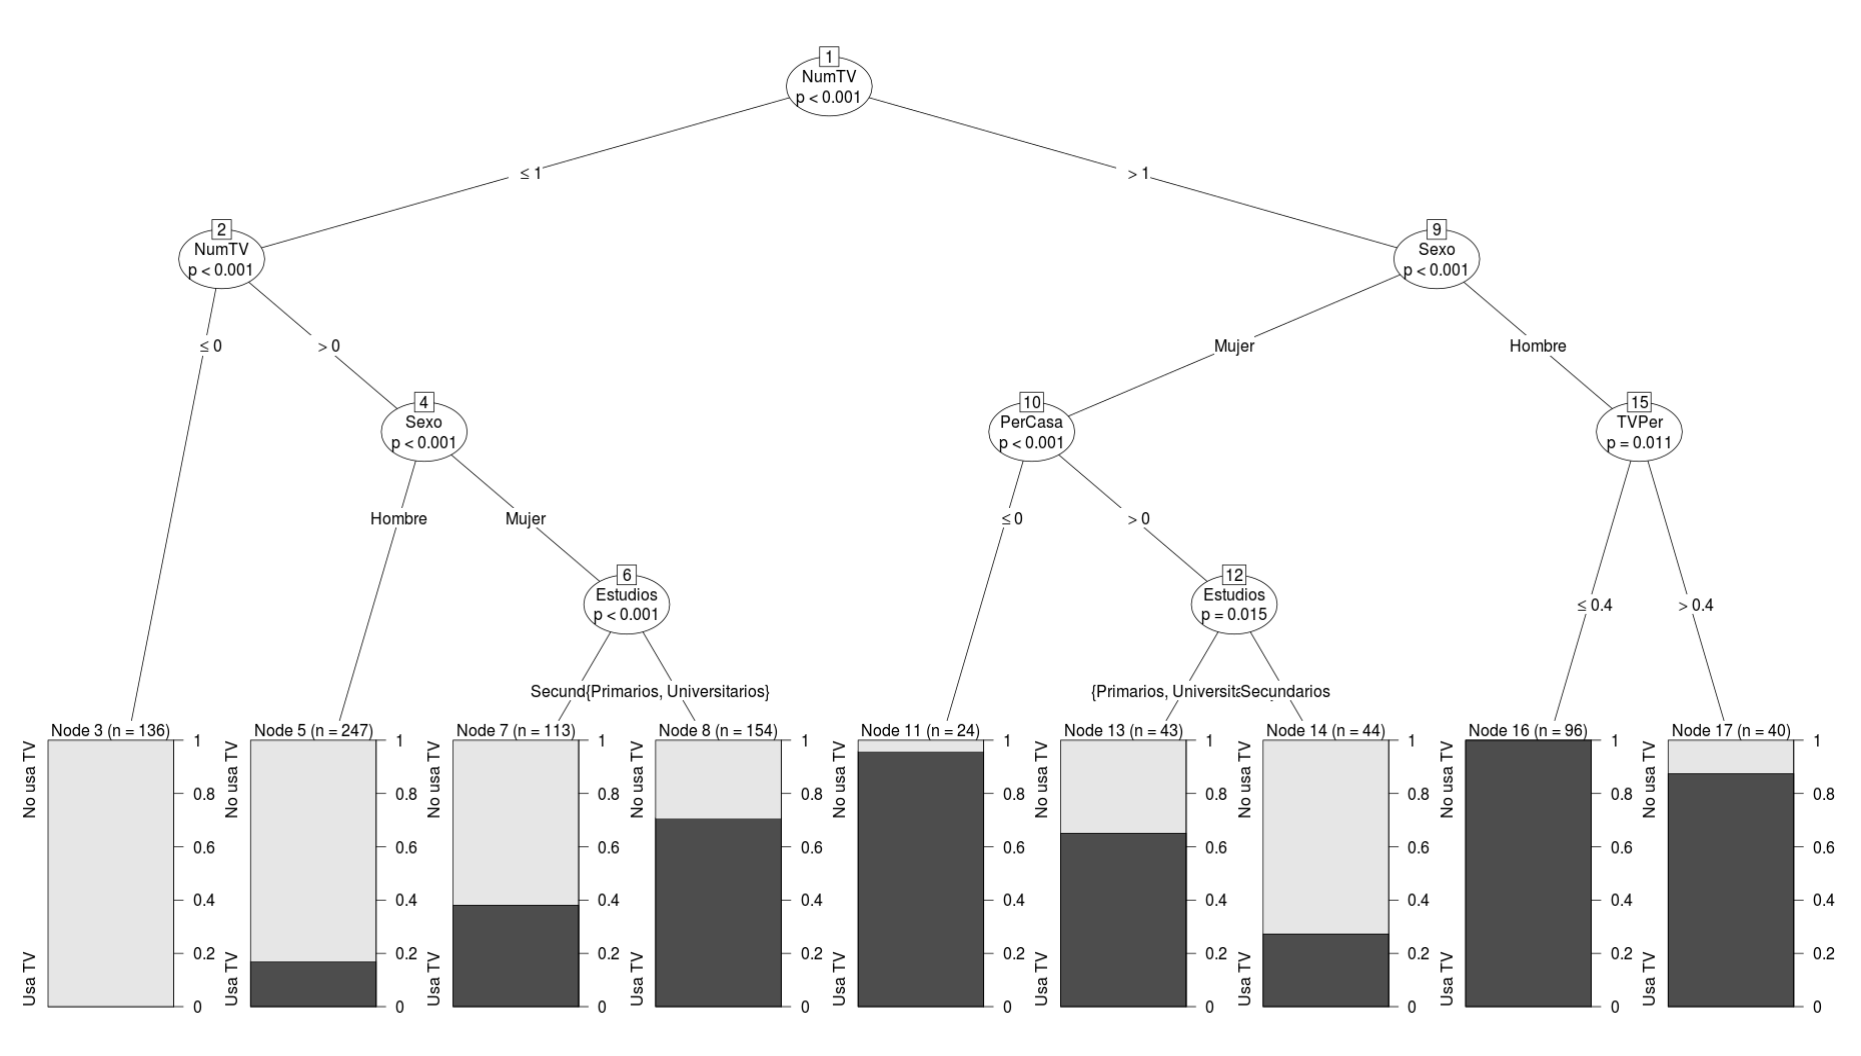 1
NumTV
p < 0.001
≤ 1
> 1
2
NumTV
p < 0.001
9
Sexo
p < 0.001
≤ 0
> 0
Mujer
Hombre
4
Sexo
p < 0.001
10
PerCasa
p < 0.001
15
TVPer
p = 0.011
Hombre
Mujer
≤ 0
> 0
6
Estudios
p < 0.001
12
Estudios
p = 0.015
≤ 0.4
> 0.4
Secund{Primarios, Universitarios}
{Primarios, UniversitaSecundarios
Node 3 (n = 136)
Node 5 (n = 247)
Node 7 (n = 113)
Node 8 (n = 154)
Node 11 (n = 24)
Node 13 (n = 43)
Node 14 (n = 44)
Node 16 (n = 96)
Node 17 (n = 40)
No usa TV
Usa TV
1
0.8
0.6
0.4
0.2
0
No usa TV
Usa TV
1
0.8
0.6
0.4
0.2
0
No usa TV
Usa TV
1
0.8
0.6
0.4
0.2
0
No usa TV
Usa TV
1
0.8
0.6
0.4
0.2
0
No usa TV
Usa TV
1
0.8
0.6
0.4
0.2
0
No usa TV
Usa TV
1
0.8
0.6
0.4
0.2
0
No usa TV
Usa TV
1
0.8
0.6
0.4
0.2
0
No usa TV
Usa TV
1
0.8
0.6
0.4
0.2
0
No usa TV
Usa TV
1
0.8
0.6
0.4
0.2
0